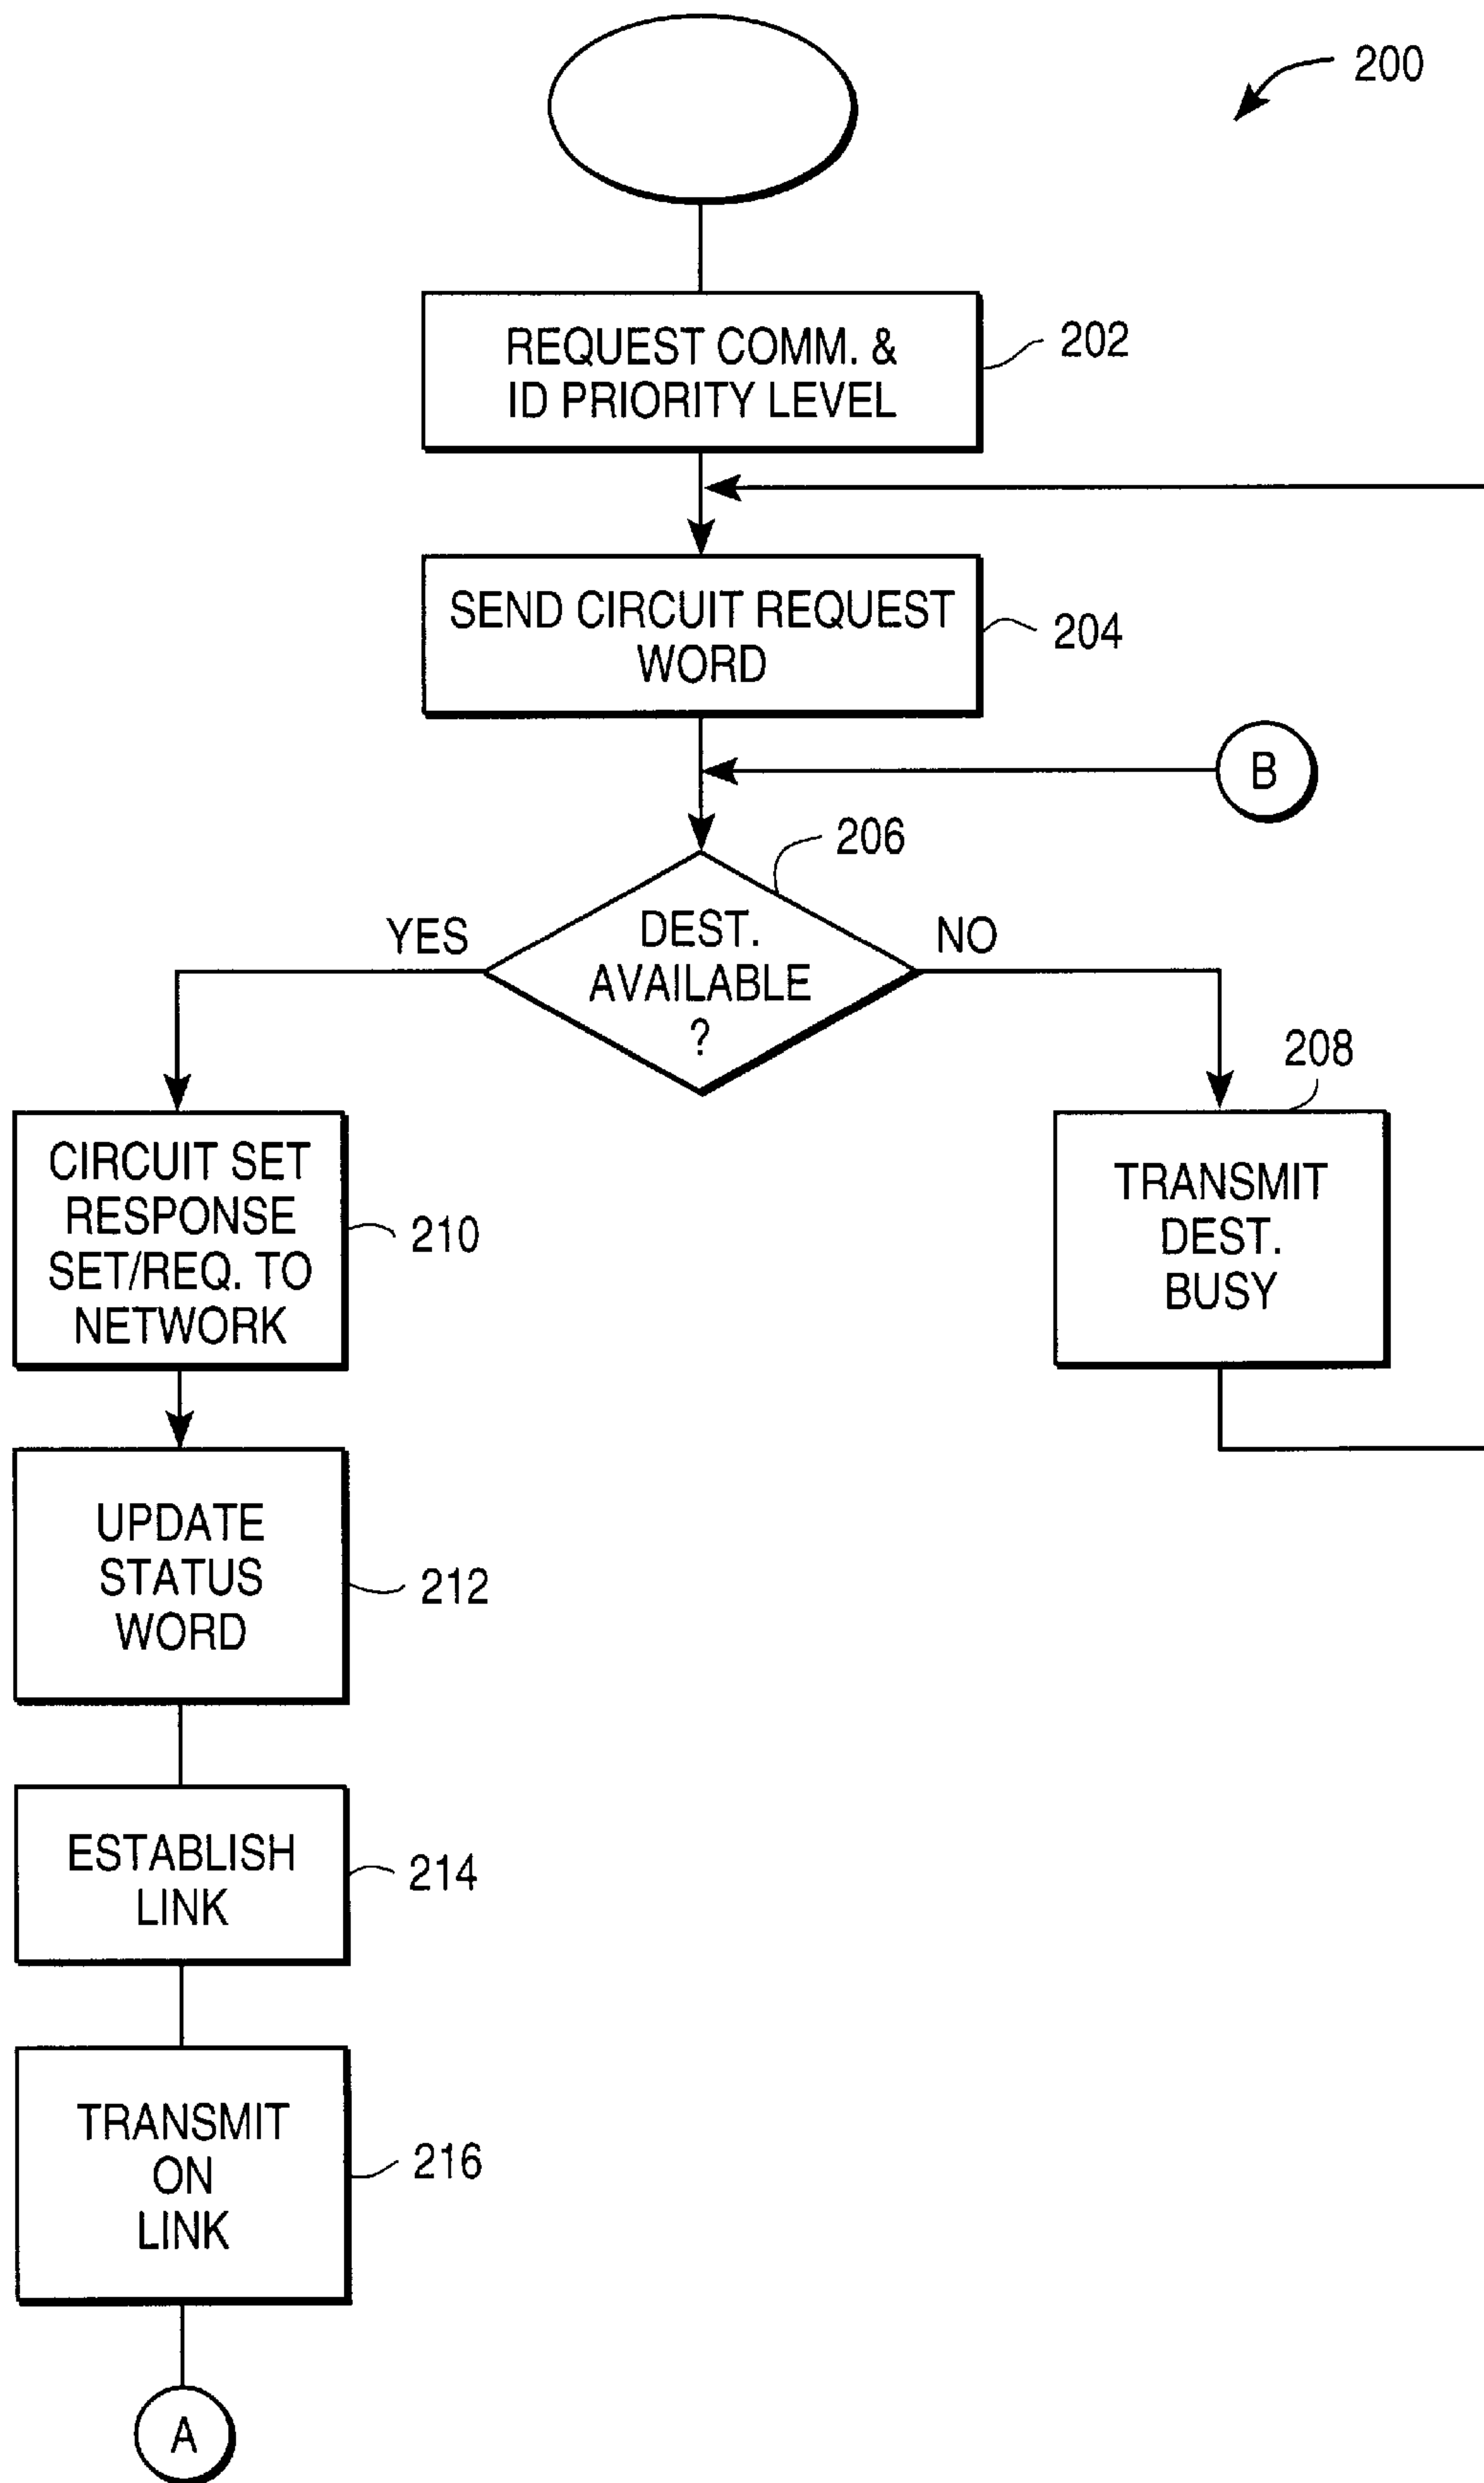 200
REQUEST COMM. &
ID PRIORITY LEVEL
202
SEND CIRCUIT REQUEST
WORD
204
B
206
YES
DEST.
AVAILABLE
?
NO
208
CIRCUIT SET
RESPONSE
SET/REQ. TO
NETWORK
210
TRANSMIT
DEST.
BUSY
UPDATE
STATUS
WORD
212
ESTABLISH
LINK
214
TRANSMIT
ON
LINK
216
A